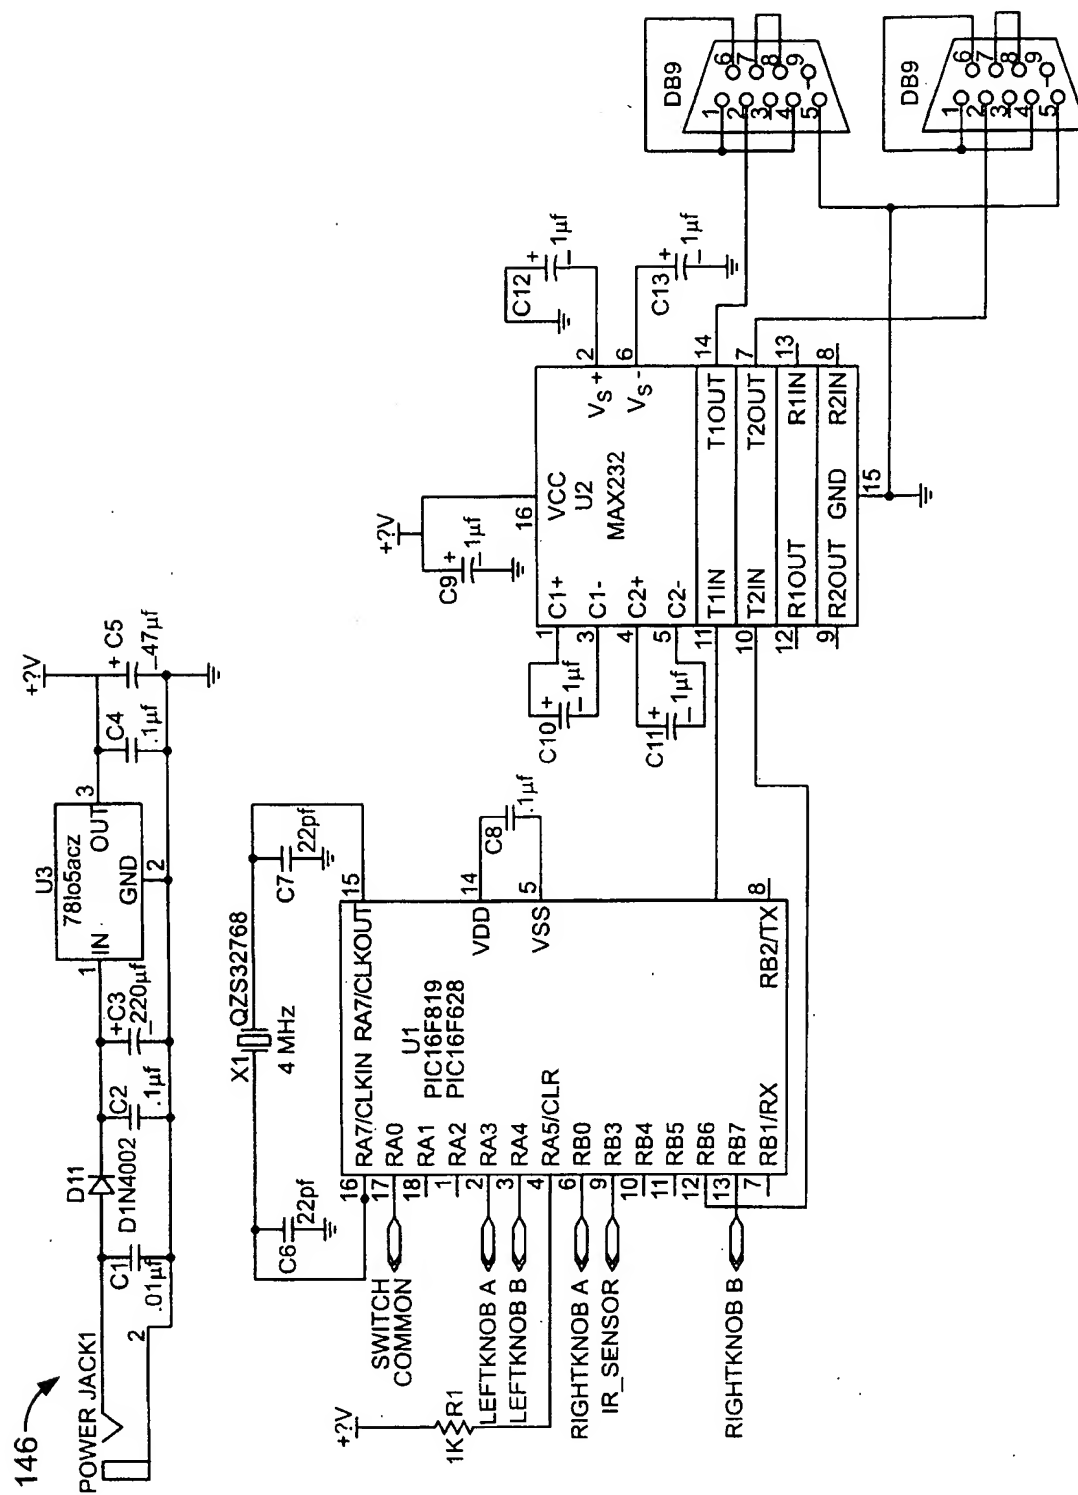 146
POWER JACK1
2
C1
.01µf
D11
D1N4002
C2
.1µf
+C3
220µf
–
U3
78lo5acz
1
IN
OUT
3
GND
2
C4
.1µf
+?V
+
C5
47µf
–
X1
QZS32768
4 MHz
C6
22pf
C7
22pf
16
RA7/CLKIN
RA7/CLKOUT
15
17
RA0
18
RA1
1
RA2
2
RA3
3
RA4
4
RA5/CLR
6
RB0
9
RB3
10
RB4
11
RB5
12
RB6
13
RB7
7
RB1/RX
U1
PIC16F819
PIC16F628
VDD
14
VSS
5
RB2/TX
8
C8
.1µf
SWITCH
COMMON
LEFTKNOB A
LEFTKNOB B
RIGHTKNOB A
IR_SENSOR
RIGHTKNOB B
+?V
1K
R1
+?V
C9
+
–
1µf
C10
+
–
1µf
C11
+
–
1µf
1
C1+
3
C1-
4
C2+
5
C2-
11
T1IN
10
T2IN
12
R1OUT
9
R2OUT
16
VCC
U2
MAX232
VS+
2
VS-
6
T1OUT
14
T2OUT
7
R1IN
13
R2IN
8
GND
15
C12
+
–
1µf
C13
+
–
1µf
DB9
1
2
3
4
5
6
7
8
9
DB9
1
2
3
4
5
6
7
8
9